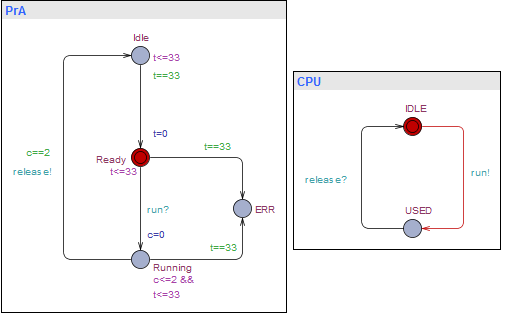 PrA
Idle
t<=33
t==33
t=0
Ready
t<=33
t==33
c==2
release!
run?
ERR
c=0
t==33
Running
c<=2 &&
t<=33
CPU
IDLE
release?
run!
USED